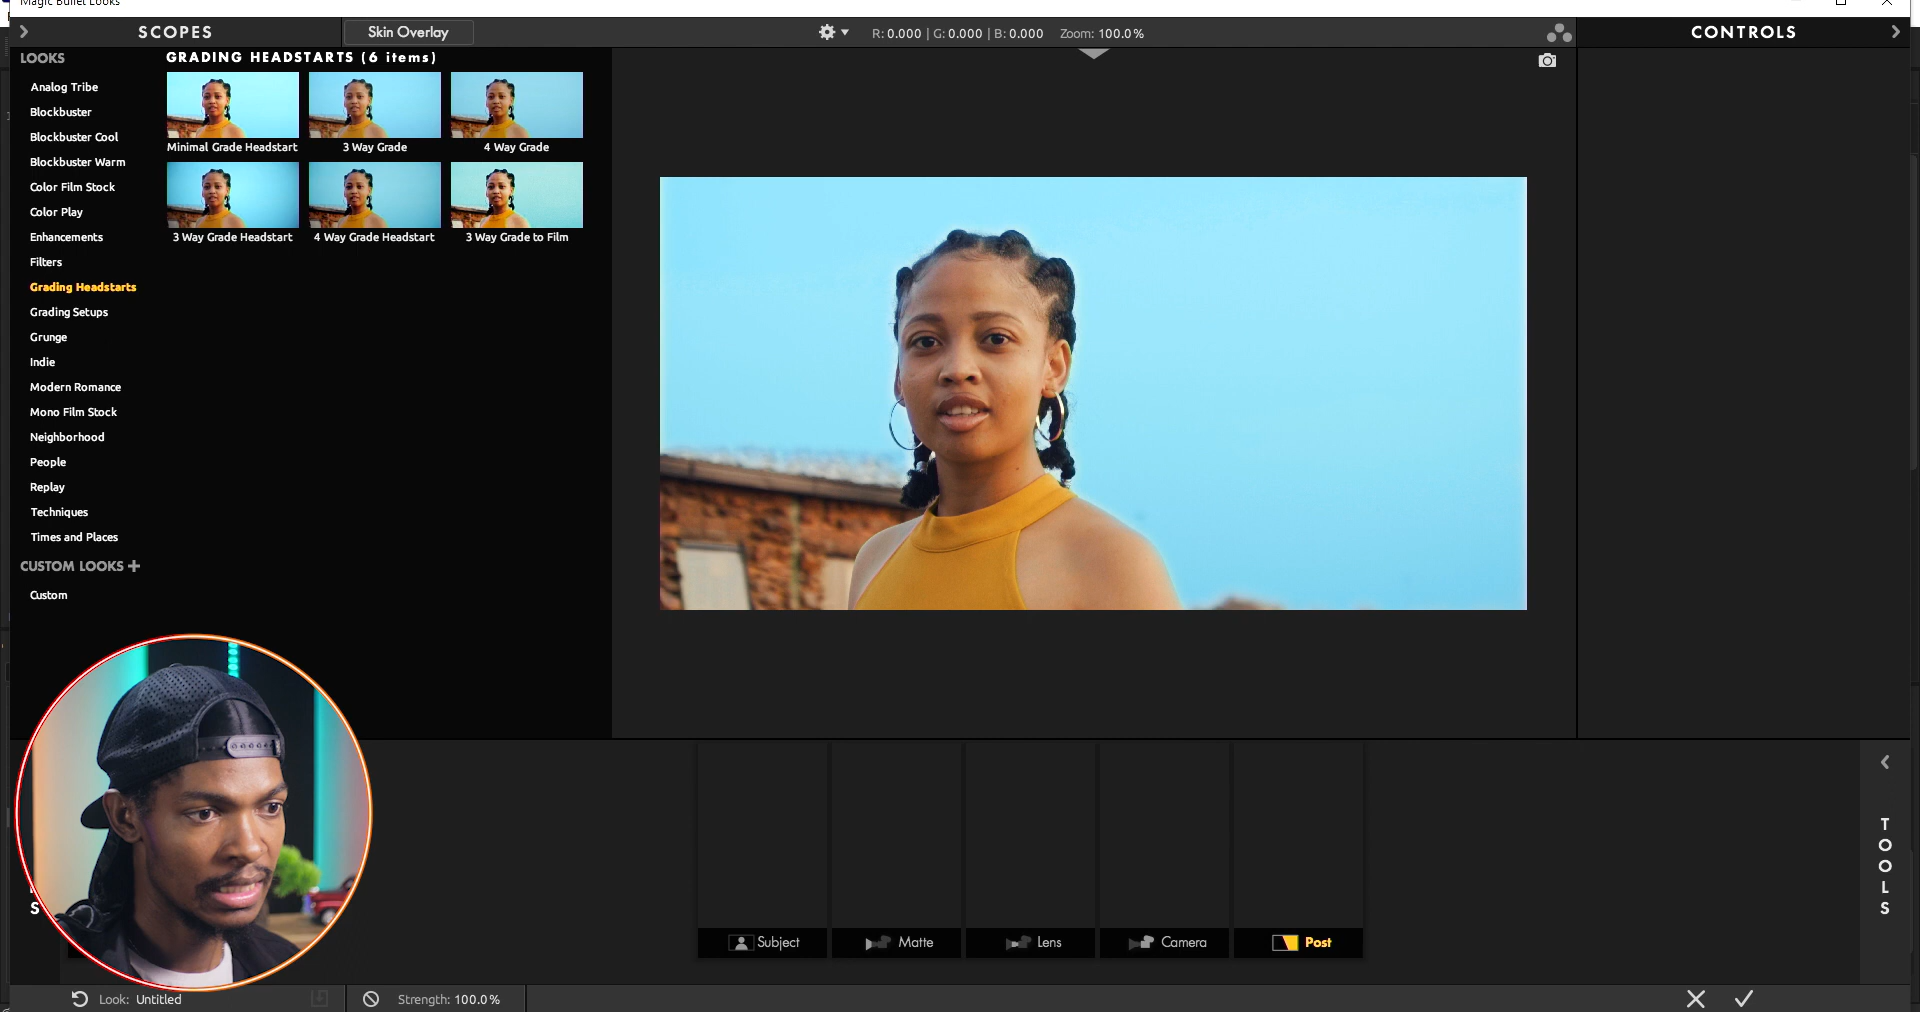 Magic Bullet Looks
SCOPES
Skin Overlay
R: 0.000 | G: 0.000 | B: 0.000 Zoom: 100.0%
CONTROLS
LOOKS
Analog Tribe
Blockbuster
Blockbuster Cool
Blockbuster Warm
Color Film Stock
Color Play
Enhancements
Filters
Grading Headstarts
Grading Setups
Grunge
Indie
Modern Romance
Mono Film Stock
Neighborhood
People
Replay
Techniques
Times and Places
CUSTOM LOOKS
Custom
GRADING HEADSTARTS (6 items)
Minimal Grade Headstart
3 Way Grade
4 Way Grade
3 Way Grade Headstart
4 Way Grade Headstart
3 Way Grade to Film
S
Subject
Matte
Lens
Camera
Post
TOOLS
Look: Untitled
Strength: 100.0%